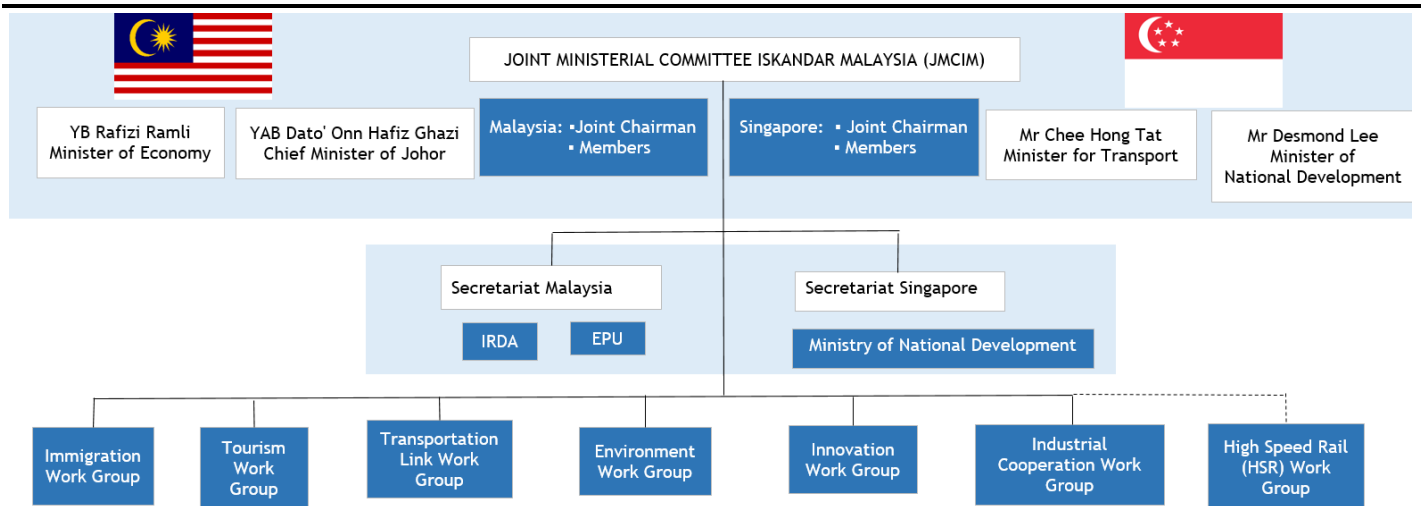 JOINT MINISTERIAL COMMITTEE ISKANDAR MALAYSIA (JMCIM)
YB Rafizi Ramli
Minister of Economy
YAB Dato' Onn Hafiz Ghazi
Chief Minister of Johor
Malaysia: ▪Joint Chairman
▪ Members
Singapore: ▪ Joint Chairman
▪ Members
Mr Chee Hong Tat
Minister for Transport
Mr Desmond Lee
Minister of
National Development
Secretariat Malaysia
IRDA
EPU
Secretariat Singapore
Ministry of National Development
Immigration
Work Group
Tourism
Work
Group
Transportation
Link Work
Group
Environment
Work Group
Innovation
Work Group
Industrial
Cooperation Work
Group
High Speed Rail
(HSR) Work
Group